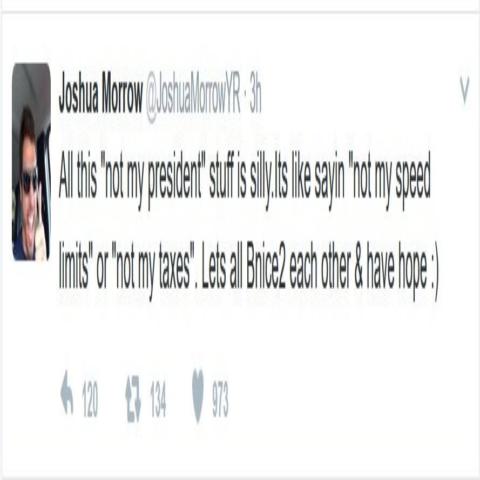 Joshua Morrow @JoshuaMorrowYR · 3h
All this "not my president" stuff is silly.Its like sayin "not my speed
limits" or "not my taxes". Lets all Bnice2 each other & have hope :)
120 134 973